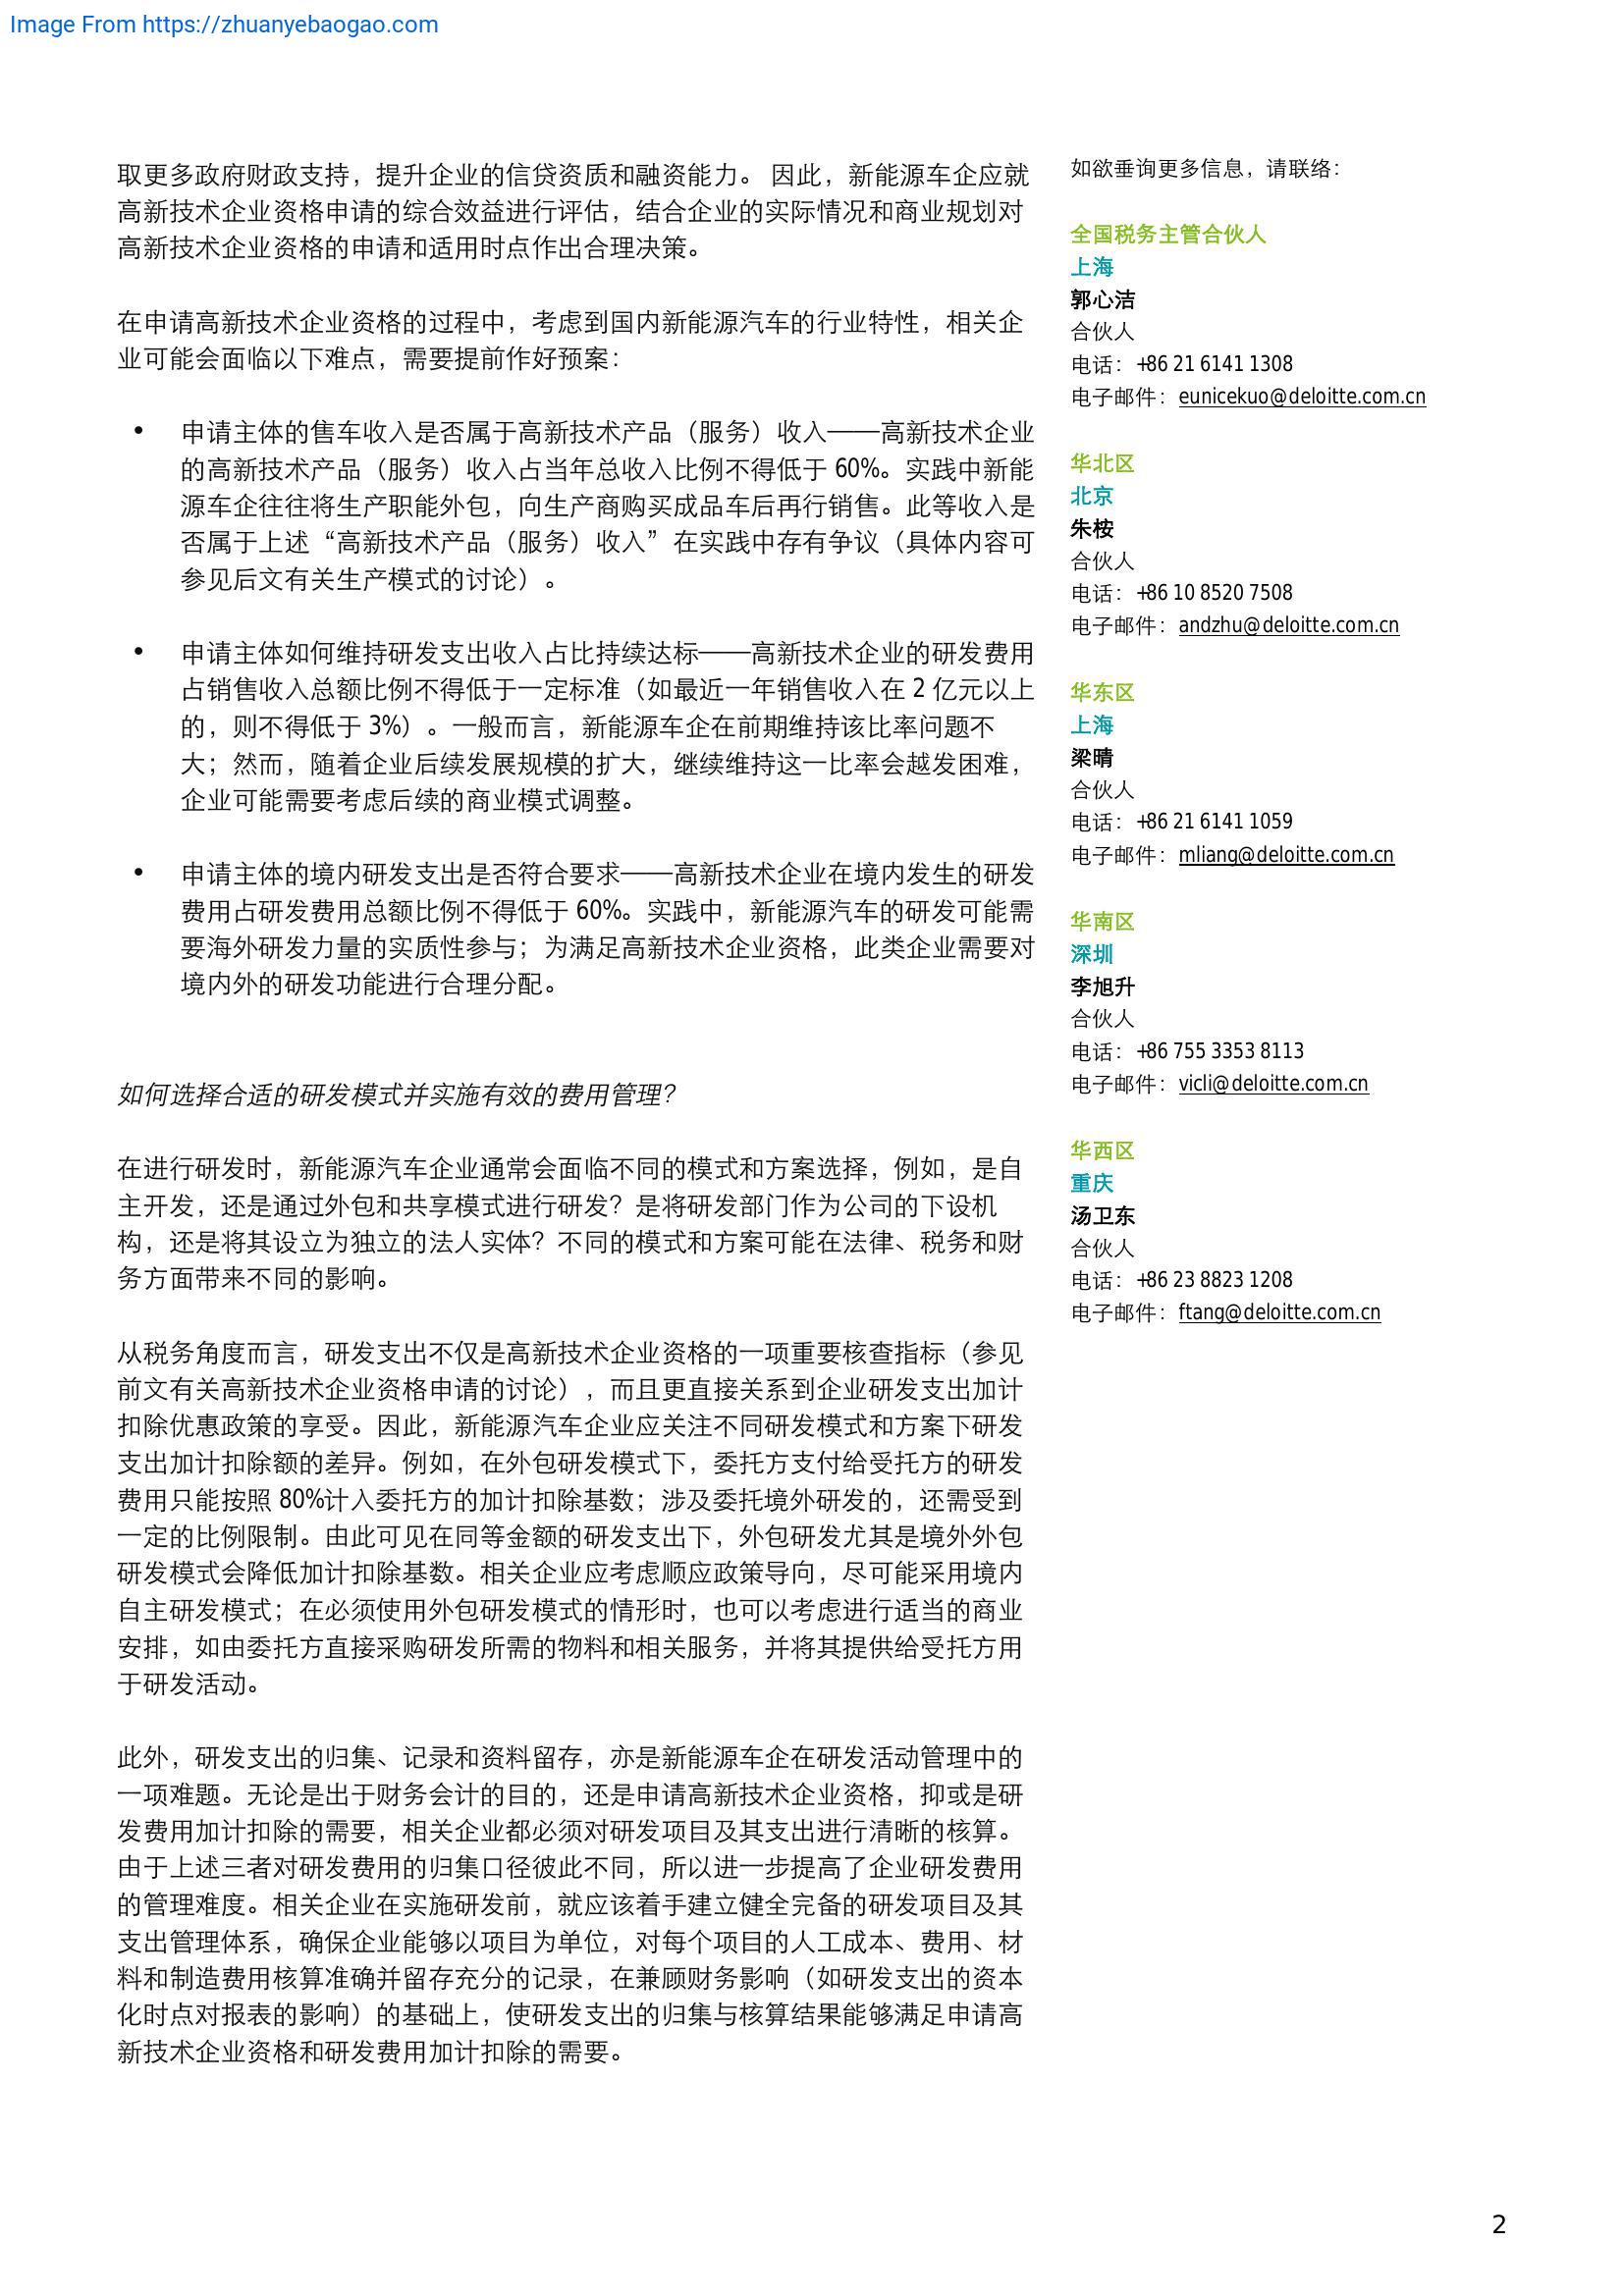 Image From https://zhuanyebaogao.com
取更多政府财政支持，提升企业的信贷资质和融资能力。 因此，新能源车企应就
高新技术企业资格申请的综合效益进行评估，结合企业的实际情况和商业规划对
高新技术企业资格的申请和适用时点作出合理决策。
在申请高新技术企业资格的过程中，考虑到国内新能源汽车的行业特性，相关企
业可能会面临以下难点，需要提前作好预案：
• 申请主体的售车收入是否属于高新技术产品（服务）收入——高新技术企业
的高新技术产品（服务）收入占当年总收入比例不得低于 60%。实践中新能
源车企往往将生产职能外包，向生产商购买成品车后再行销售。此等收入是
否属于上述“高新技术产品（服务）收入”在实践中存有争议（具体内容可
参见后文有关生产模式的讨论）。
• 申请主体如何维持研发支出收入占比持续达标——高新技术企业的研发费用
占销售收入总额比例不得低于一定标准（如最近一年销售收入在 2 亿元以上
的，则不得低于 3%）。一般而言，新能源车企在前期维持该比率问题不
大；然而，随着企业后续发展规模的扩大，继续维持这一比率会越发困难，
企业可能需要考虑后续的商业模式调整。
• 申请主体的境内研发支出是否符合要求——高新技术企业在境内发生的研发
费用占研发费用总额比例不得低于 60%。实践中，新能源汽车的研发可能需
要海外研发力量的实质性参与；为满足高新技术企业资格，此类企业需要对
境内外的研发功能进行合理分配。
如何选择合适的研发模式并实施有效的费用管理？
在进行研发时，新能源汽车企业通常会面临不同的模式和方案选择，例如，是自
主开发，还是通过外包和共享模式进行研发？是将研发部门作为公司的下设机
构，还是将其设立为独立的法人实体？不同的模式和方案可能在法律、税务和财
务方面带来不同的影响。
从税务角度而言，研发支出不仅是高新技术企业资格的一项重要核查指标（参见
前文有关高新技术企业资格申请的讨论），而且更直接关系到企业研发支出加计
扣除优惠政策的享受。因此，新能源汽车企业应关注不同研发模式和方案下研发
支出加计扣除额的差异。例如，在外包研发模式下，委托方支付给受托方的研发
费用只能按照 80%计入委托方的加计扣除基数；涉及委托境外研发的，还需受到
一定的比例限制。由此可见在同等金额的研发支出下，外包研发尤其是境外外包
研发模式会降低加计扣除基数。相关企业应考虑顺应政策导向，尽可能采用境内
自主研发模式；在必须使用外包研发模式的情形时，也可以考虑进行适当的商业
安排，如由委托方直接采购研发所需的物料和相关服务，并将其提供给受托方用
于研发活动。
此外，研发支出的归集、记录和资料留存，亦是新能源车企在研发活动管理中的
一项难题。无论是出于财务会计的目的，还是申请高新技术企业资格，抑或是研
发费用加计扣除的需要，相关企业都必须对研发项目及其支出进行清晰的核算。
由于上述三者对研发费用的归集口径彼此不同，所以进一步提高了企业研发费用
的管理难度。相关企业在实施研发前，就应该着手建立健全完备的研发项目及其
支出管理体系，确保企业能够以项目为单位，对每个项目的人工成本、费用、材
料和制造费用核算准确并留存充分的记录，在兼顾财务影响（如研发支出的资本
化时点对报表的影响）的基础上，使研发支出的归集与核算结果能够满足申请高
新技术企业资格和研发费用加计扣除的需要。
如欲垂询更多信息，请联络：
全国税务主管合伙人
上海
郭心洁
合伙人
电话：+86 21 6141 1308
电子邮件：eunicekuo@deloitte.com.cn
华北区
北京
朱桉
合伙人
电话：+86 10 8520 7508
电子邮件：andzhu@deloitte.com.cn
华东区
上海
梁晴
合伙人
电话：+86 21 6141 1059
电子邮件：mliang@deloitte.com.cn
华南区
深圳
李旭升
合伙人
电话：+86 755 3353 8113
电子邮件：vicli@deloitte.com.cn
华西区
重庆
汤卫东
合伙人
电话：+86 23 8823 1208
电子邮件：ftang@deloitte.com.cn
2